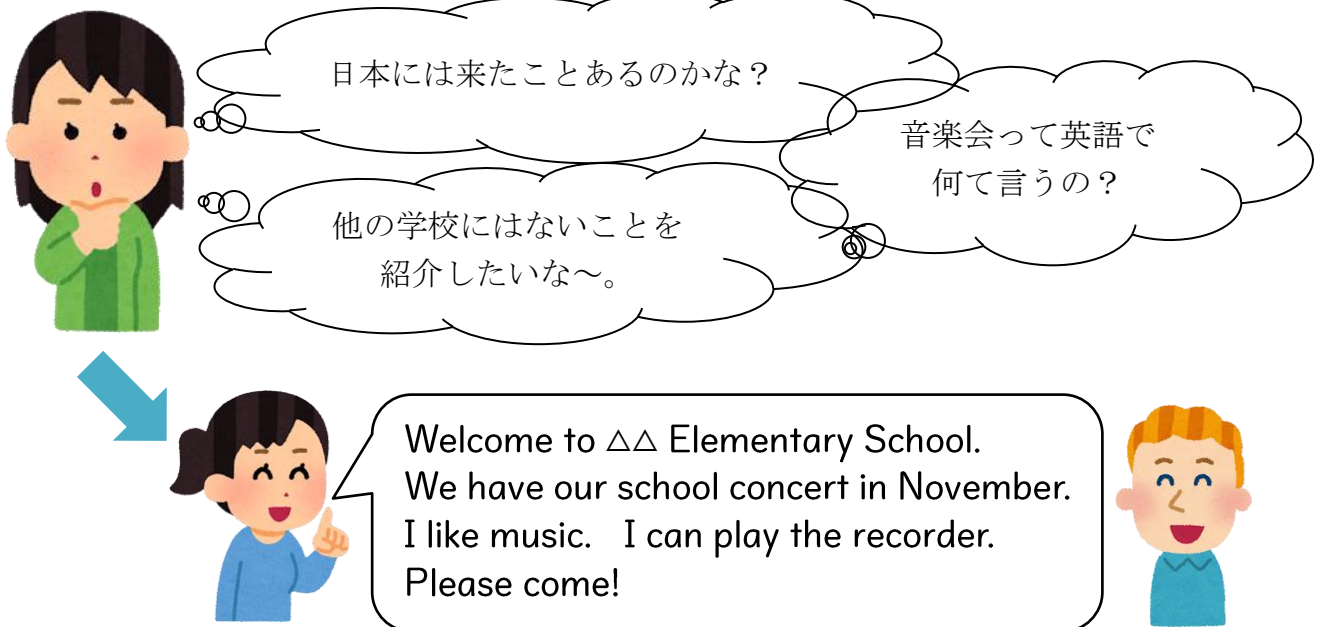 日本には来たことあるのかな？
音楽会って英語で
何て言うの？
他の学校にはないことを
紹介したいな～。
Welcome to △△ Elementary School.
We have our school concert in November.
I like music.   I can play the recorder.
Please come!